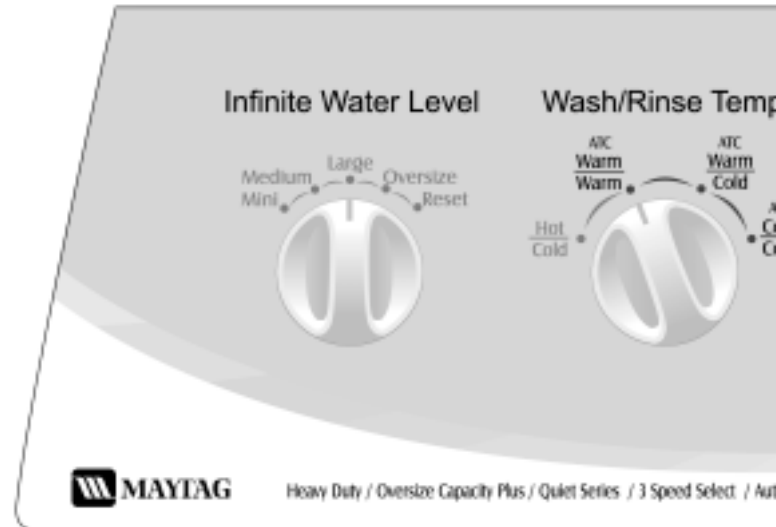 Infinite Water Level
Wash/Rinse Temp
Large
Medium
Oversize
Mini
Reset
ATC
Warm
Warm
ATC
Warm
Cold
Hot
Cold
MAYTAG
Heavy Duty / Oversize Capacity Plus / Quiet Series / 3 Speed Select / Aut